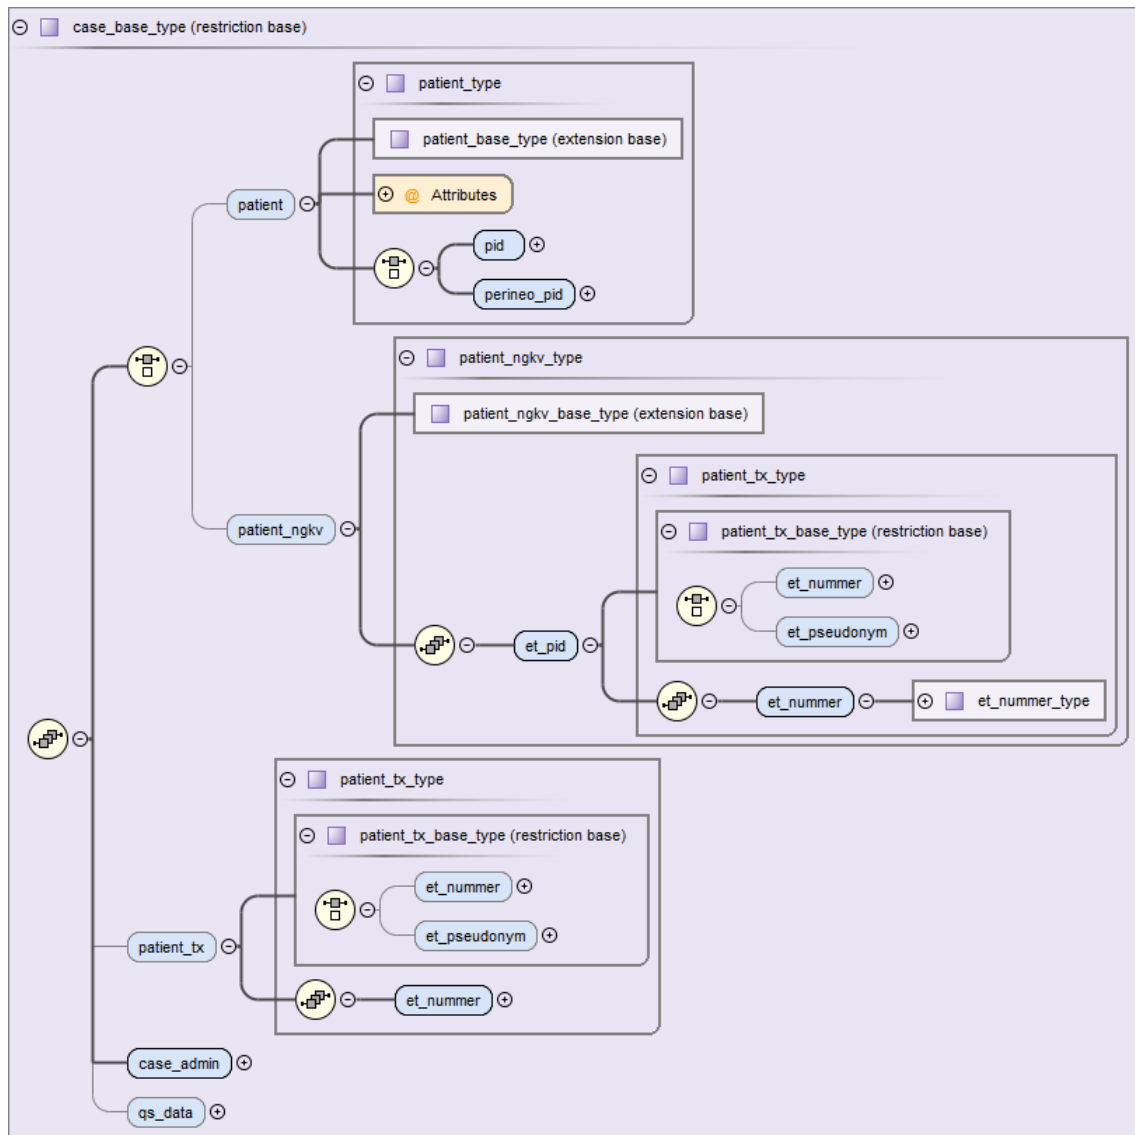 case_base_type (restriction base)
patient_type
patient_base_type (extension base)
@ Attributes
patient
pid
perineo_pid
patient_ngkv_type
patient_ngkv_base_type (extension base)
patient_tx_type
patient_tx_base_type (restriction base)
patient_ngkv
et_nummer
et_pseudonym
et_pid
et_nummer
et_nummer_type
patient_tx_type
patient_tx_base_type (restriction base)
et_nummer
et_pseudonym
patient_tx
et_nummer
case_admin
qs_data